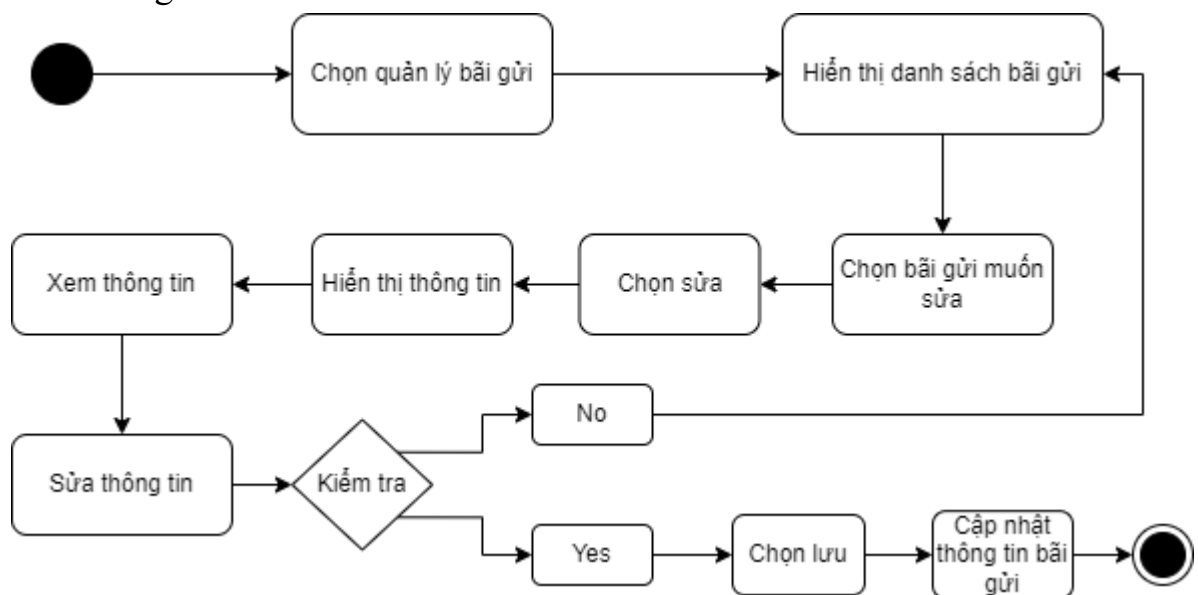 Chọn quản lý bãi gửi
Hiển thị danh sách bãi gửi
Chọn bãi gửi muốn
sửa
Chọn sửa
Hiển thị thông tin
Xem thông tin
Sửa thông tin
Kiểm tra
No
Yes
Chọn lưu
Cập nhật
thông tin bãi
gửi